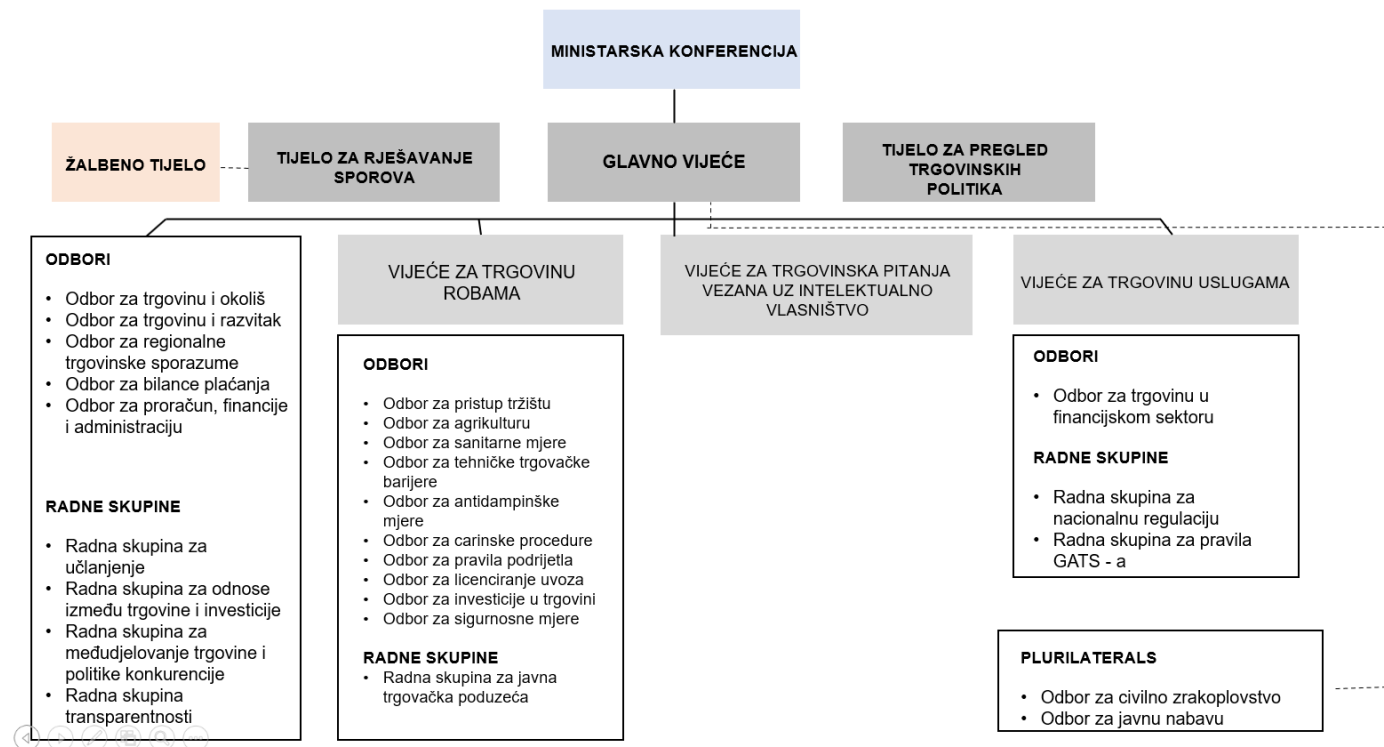 MINISTARSKA KONFERENCIJA
ŽALBENO TIJELO
TIJELO ZA RJEŠAVANJE
SPOROVA
GLAVNO VIJEĆE
TIJELO ZA PREGLED
TRGOVINSKIH
POLITIKA
ODBORI
• Odbor za trgovinu i okoliš
• Odbor za trgovinu i razvitak
• Odbor za regionalne
trgovinske sporazume
• Odbor za bilance plaćanja
• Odbor za proračun, financije
i administraciju
RADNE SKUPINE
• Radna skupina za
učlanjenje
• Radna skupina za odnose
između trgovine i investicije
• Radna skupina za
međudjelovanje trgovine i
politike konkurencije
• Radna skupina
transparentnosti
VIJEĆE ZA TRGOVINU
ROBAMA
ODBORI
• Odbor za pristup tržištu
• Odbor za agrikulturu
• Odbor za sanitarne mjere
• Odbor za tehničke trgovačke
barijere
• Odbor za antidampinške
mjere
• Odbor za carinske procedure
• Odbor za pravila podrijetla
• Odbor za licenciranje uvoza
• Odbor za investicije u trgovini
• Odbor za sigurnosne mjere
RADNE SKUPINE
• Radna skupina za javna
trgovačka poduzeća
VIJEĆE ZA TRGOVINSKA PITANJA
VEZANA UZ INTELEKTUALNO
VLASNIŠTVO
VIJEĆE ZA TRGOVINU USLUGAMA
ODBORI
• Odbor za trgovinu u
financijskom sektoru
RADNE SKUPINE
• Radna skupina za
nacionalnu regulaciju
• Radna skupina za pravila
GATS - a
PLURILATERALS
• Odbor za civilno zrakoplovstvo
• Odbor za javnu nabavu